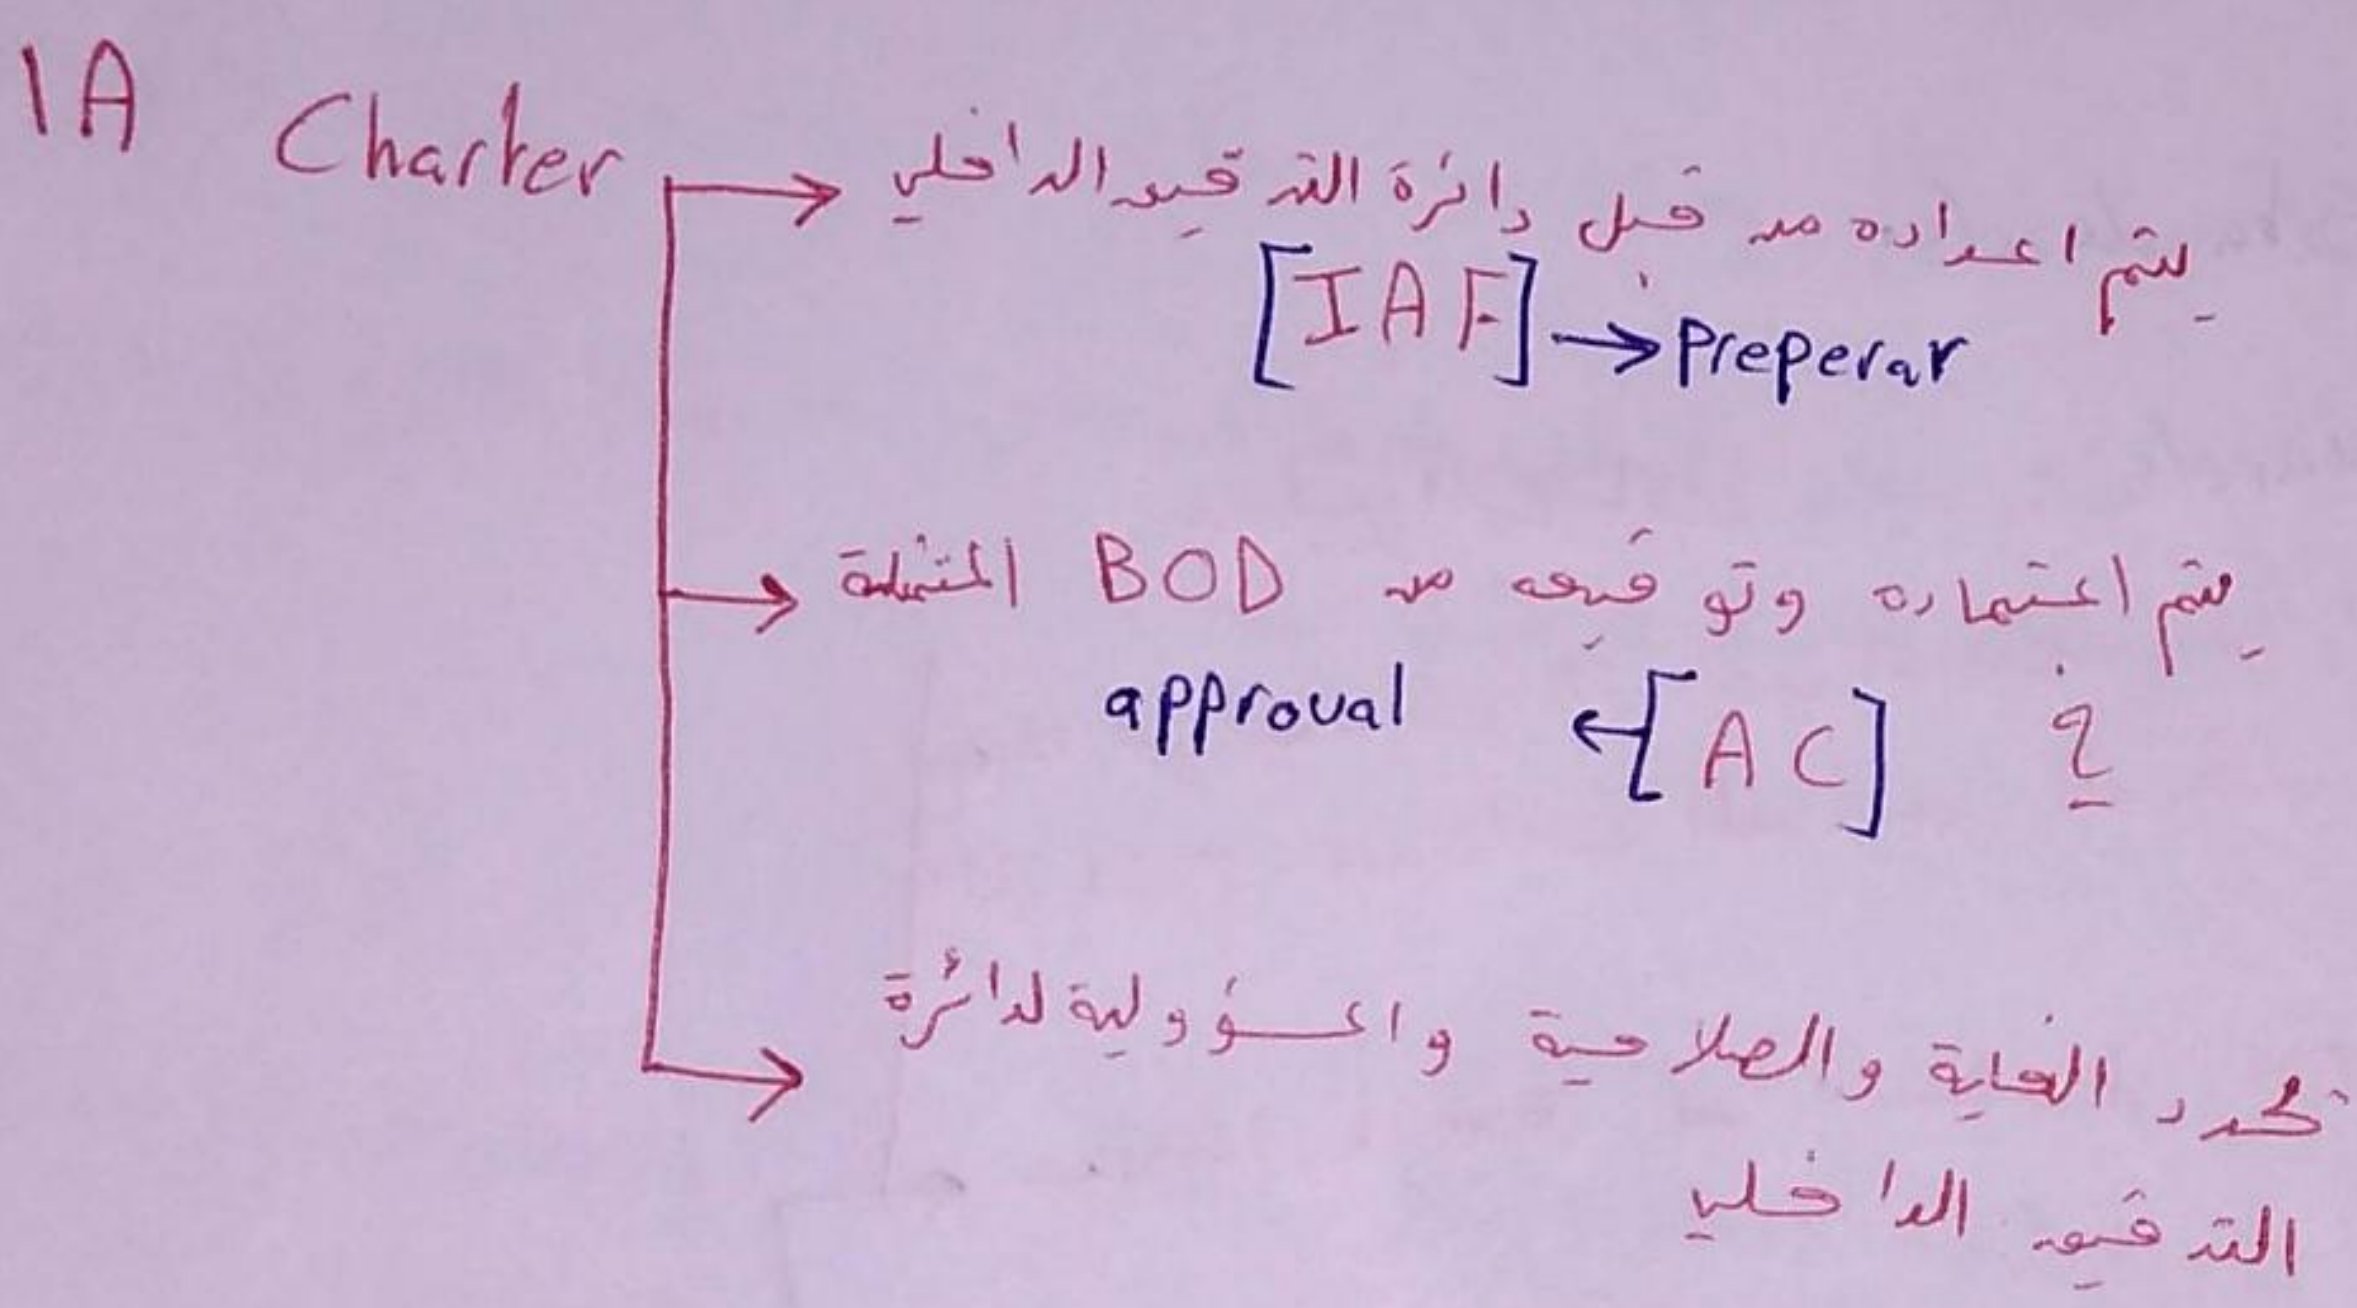 IA Charter
يتم اعداده من قبل دائرة التدقيق الداخلي
[IAF] → Preperar
يتم اعتماده وتوقيعه من BOD المتمثلة
بـ [AC] → approval
تحدد الغاية والصلاحية والمسؤولية لدائرة
التدقيق الداخلي